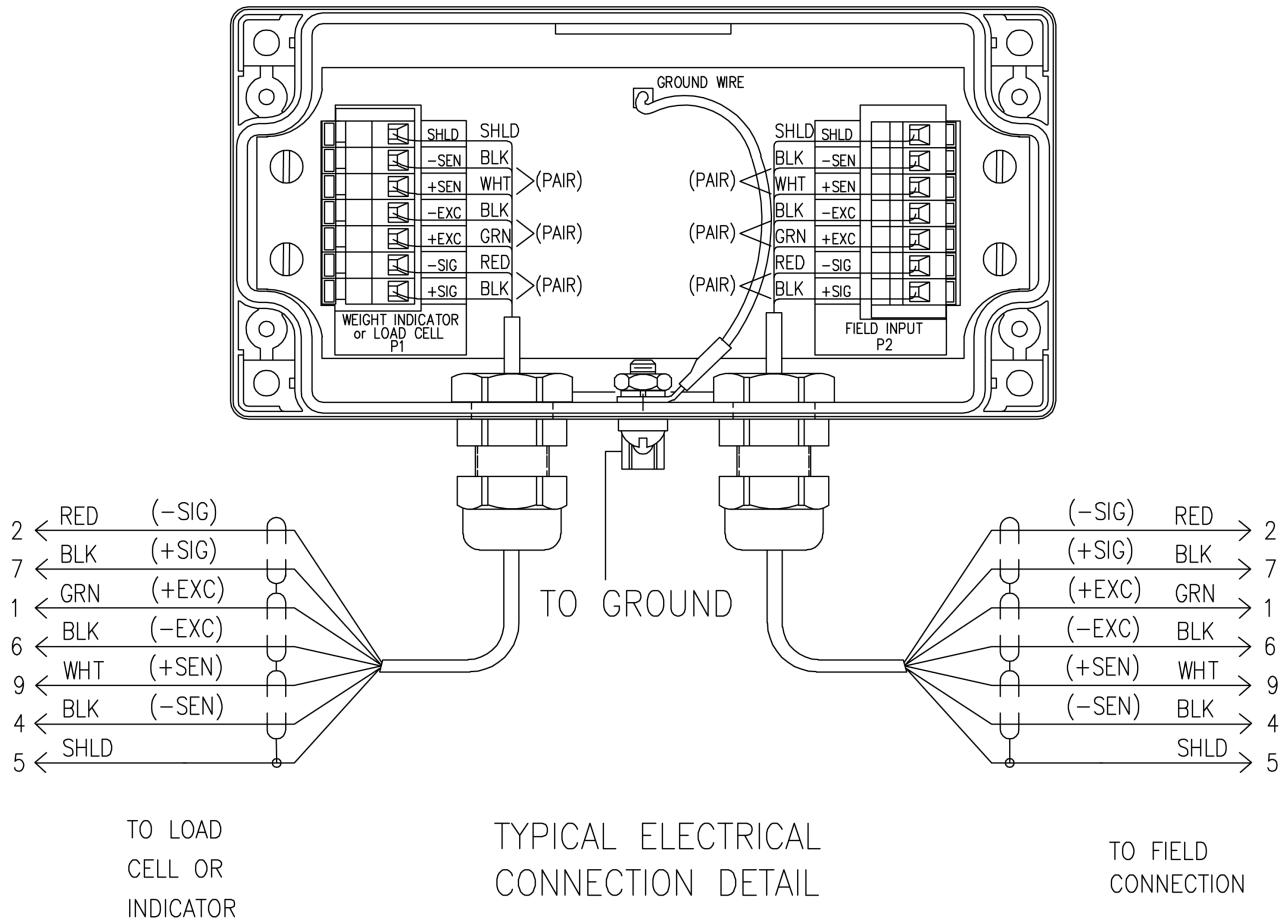 GROUND WIRE
SHLD SHLD
−SEN BLK
+SEN WHT
(PAIR)
−EXC BLK
+EXC GRN
(PAIR)
−SIG RED
+SIG BLK
(PAIR)
WEIGHT INDICATOR
or LOAD CELL
P1
SHLD SHLD
BLK −SEN
WHT +SEN
(PAIR)
BLK −EXC
GRN +EXC
(PAIR)
RED −SIG
BLK +SIG
(PAIR)
FIELD INPUT
P2
TO GROUND
2 RED (−SIG)
7 BLK (+SIG)
1 GRN (+EXC)
6 BLK (−EXC)
9 WHT (+SEN)
4 BLK (−SEN)
5 SHLD
(−SIG) RED 2
(+SIG) BLK 7
(+EXC) GRN 1
(−EXC) BLK 6
(+SEN) WHT 9
(−SEN) BLK 4
SHLD 5
TO LOAD
CELL OR
INDICATOR
TYPICAL ELECTRICAL
CONNECTION DETAIL
TO FIELD
CONNECTION